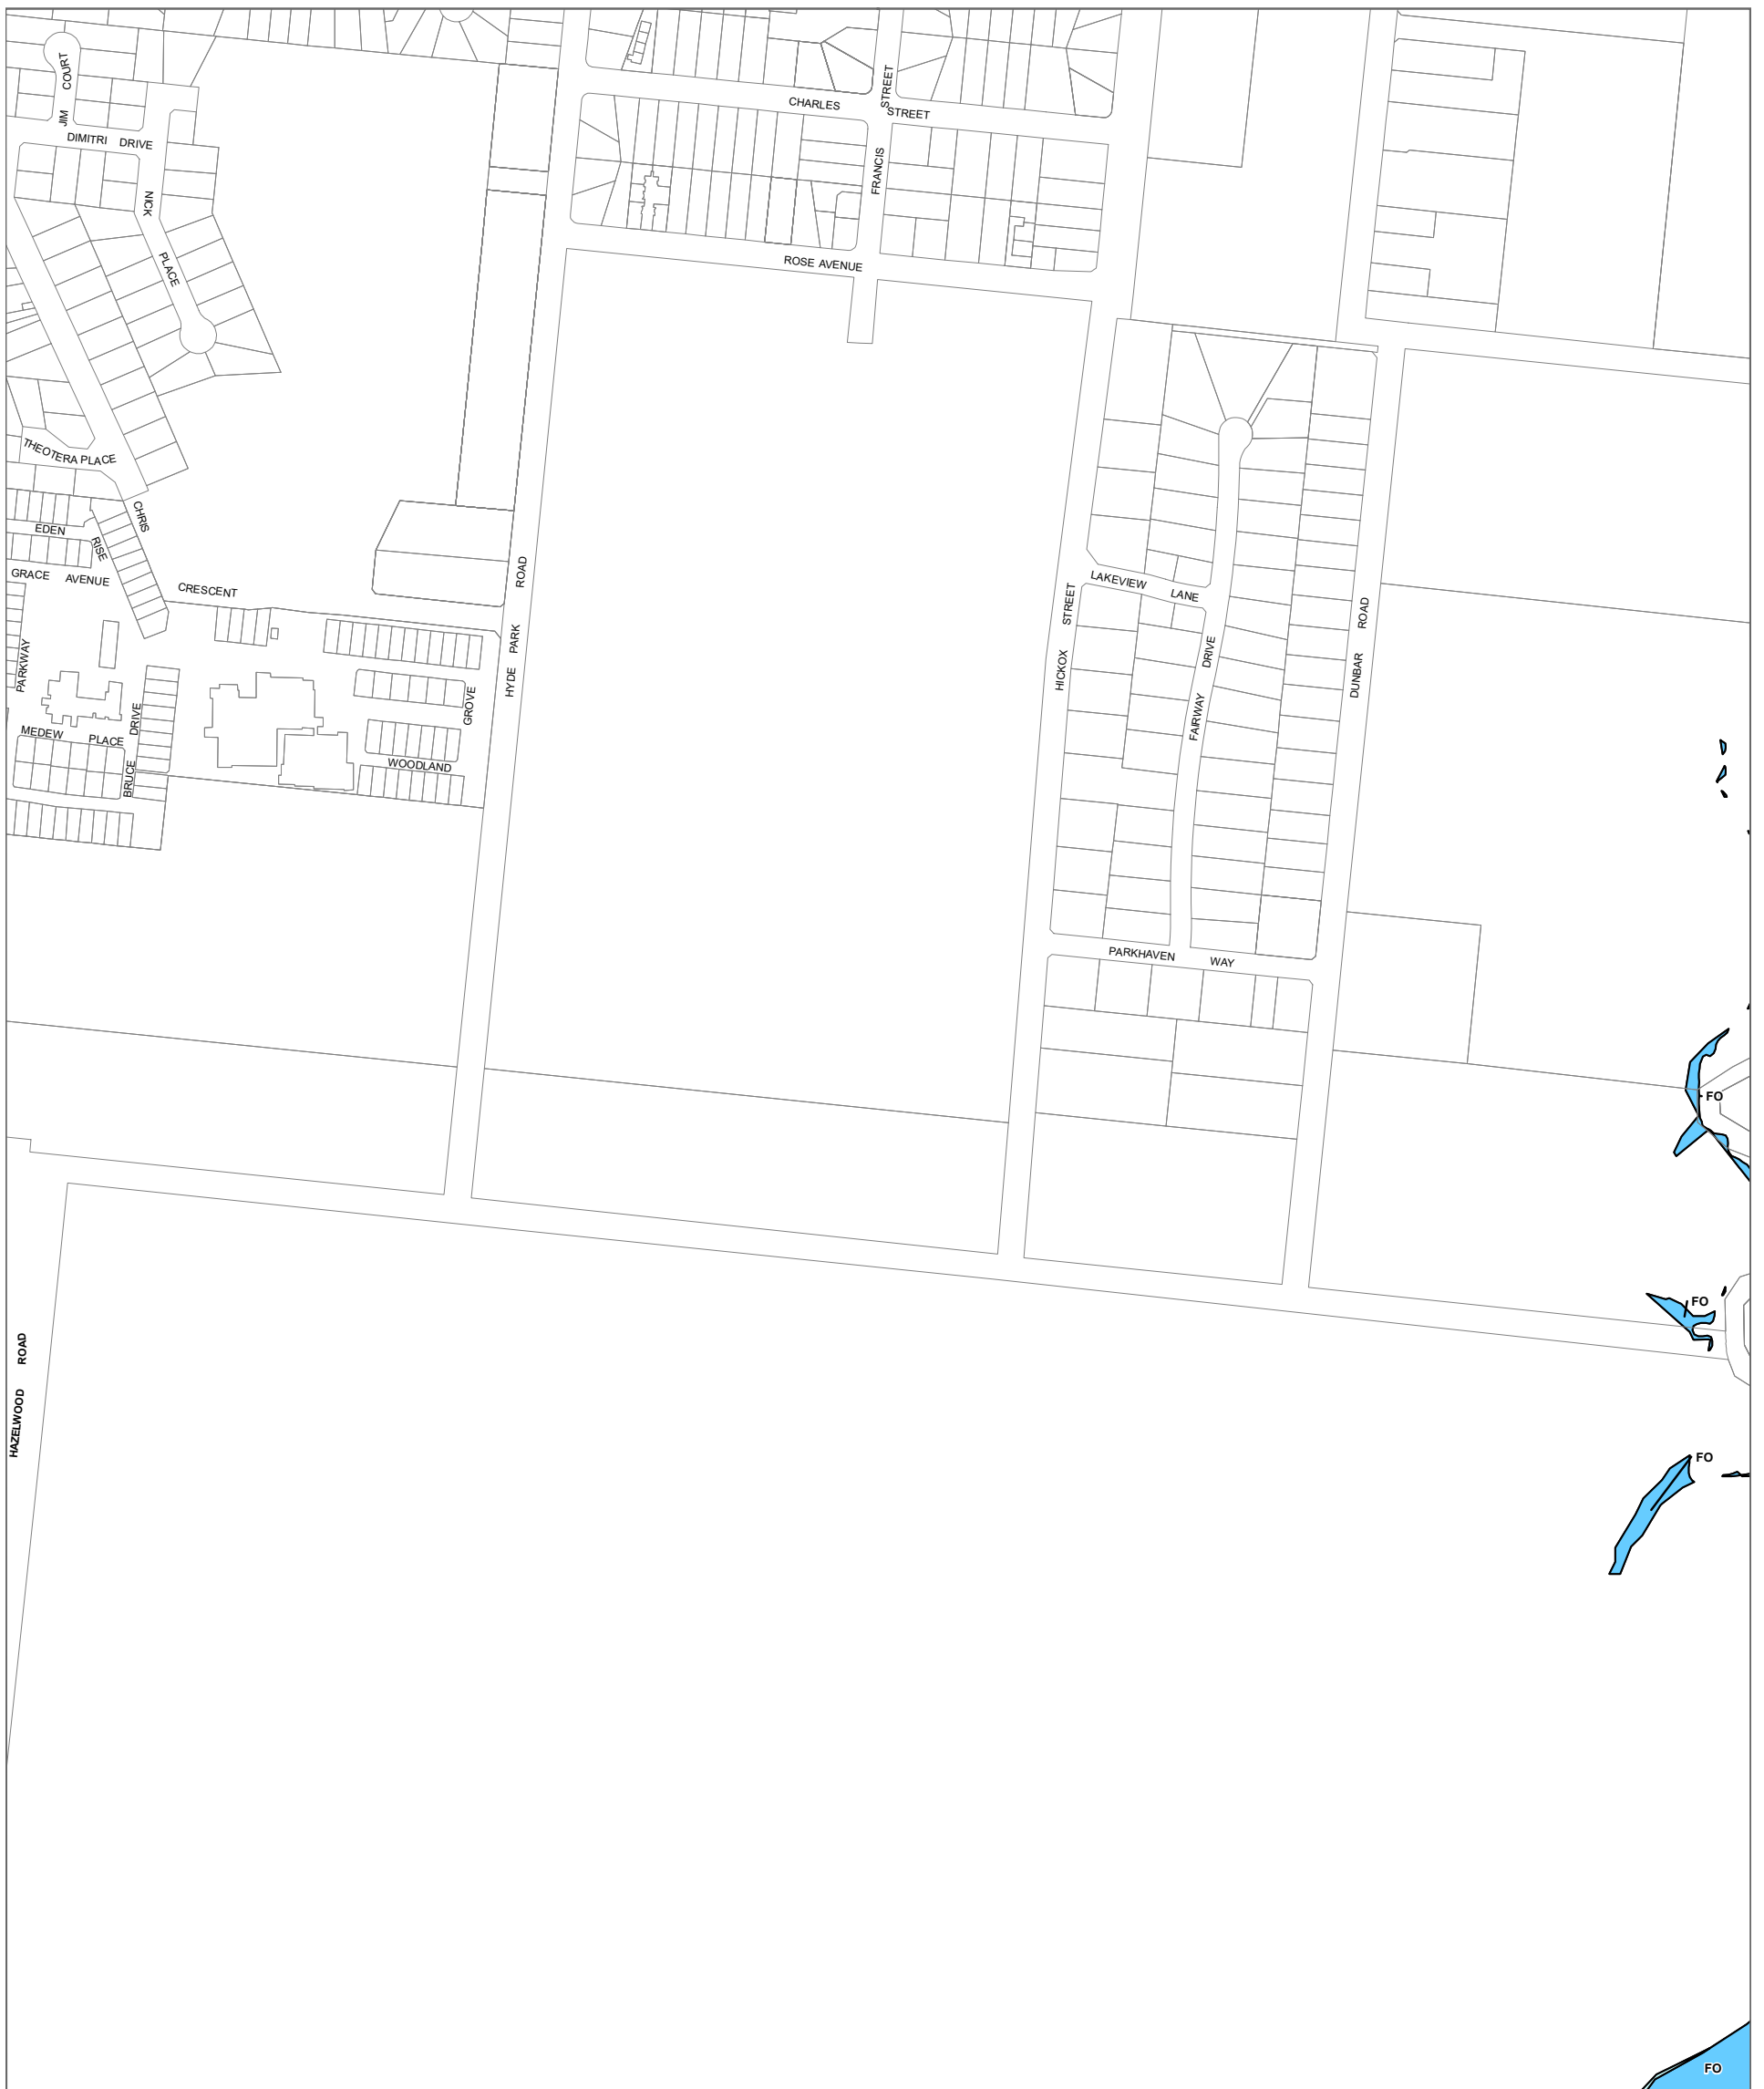 JIM COURT
DIMITRI DRIVE
NICK PLACE
CHARLES STREET
FRANCIS STREET
ROSE AVENUE
THEOTERA PLACE
CHRIS CRESCENT
EDEN RISE
GRACE AVENUE
PARKWAY
MEDEW PLACE
BRUCE DRIVE
WOODLAND GROVE
HYDE PARK ROAD
HICKOX STREET
LAKEVIEW LANE
FAIRWAY DRIVE
DUNBAR ROAD
PARKHAVEN WAY
HAZELWOOD ROAD
FO
FO
FO
FO